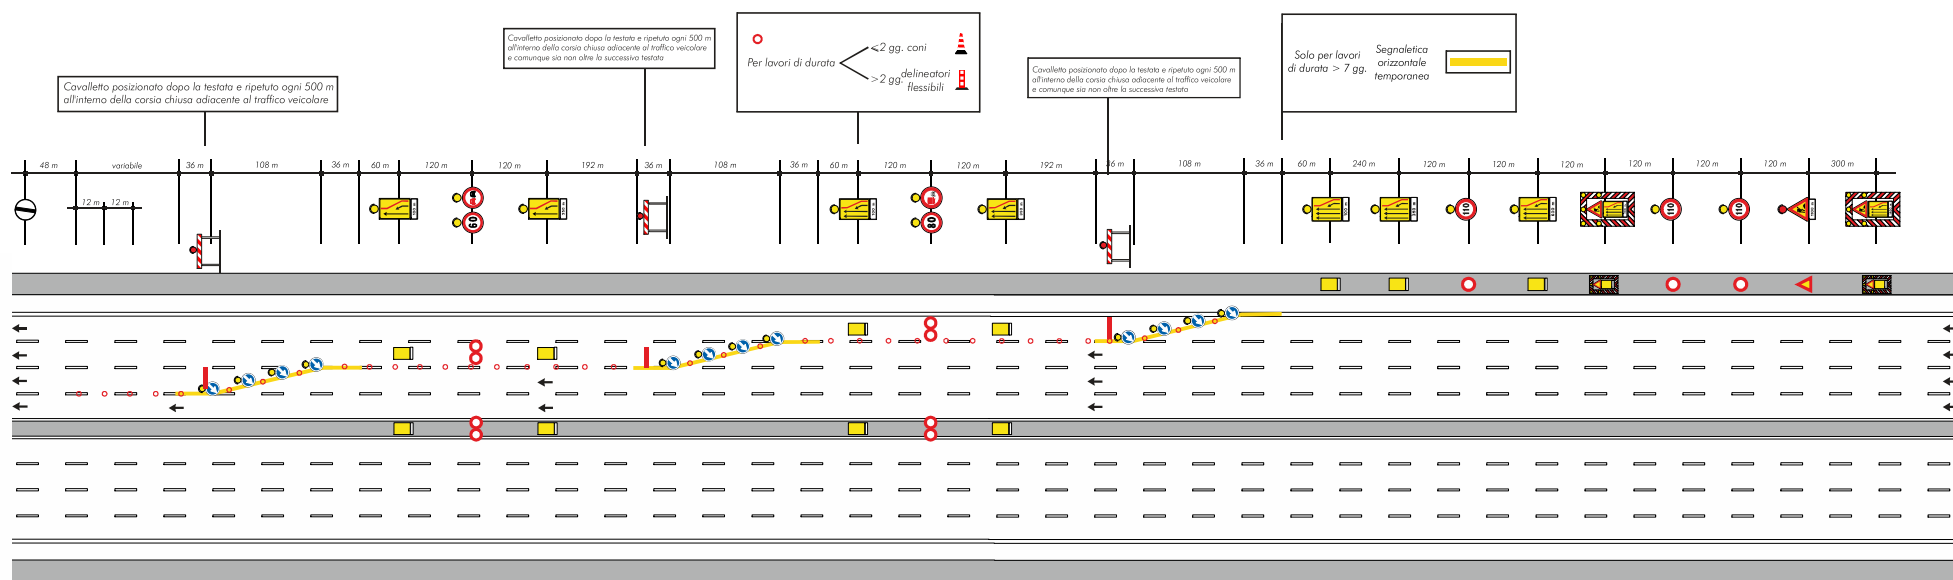 Cavalletto posizionato dopo la testata e ripetuto ogni 500 m
all'interno della corsia chiusa adiacente al traffico veicolare
Cavalletto posizionato dopo la testata e ripetuto ogni 500 m
all'interno della corsia chiusa adiacente al traffico veicolare
e comunque sia non oltre la successiva testata
Per lavori di durata
<2 gg. coni
>2 gg. delineatori
flessibili
Cavalletto posizionato dopo la testata e ripetuto ogni 500 m
all'interno della corsia chiusa adiacente al traffico veicolare
e comunque sia non oltre la successiva testata
Solo per lavori
di durata > 7 gg.
Segnaletica
orizzontale
temporanea
48 m variabile 36 m 108 m 36 m 60 m 120 m 120 m 192 m 36 m 108 m 36 m 60 m 120 m 120 m 192 m 36 m 108 m 36 m 60 m 240 m 120 m 120 m 120 m 120 m 120 m 120 m 300 m
12 m 12 m
60
80
110
110
110